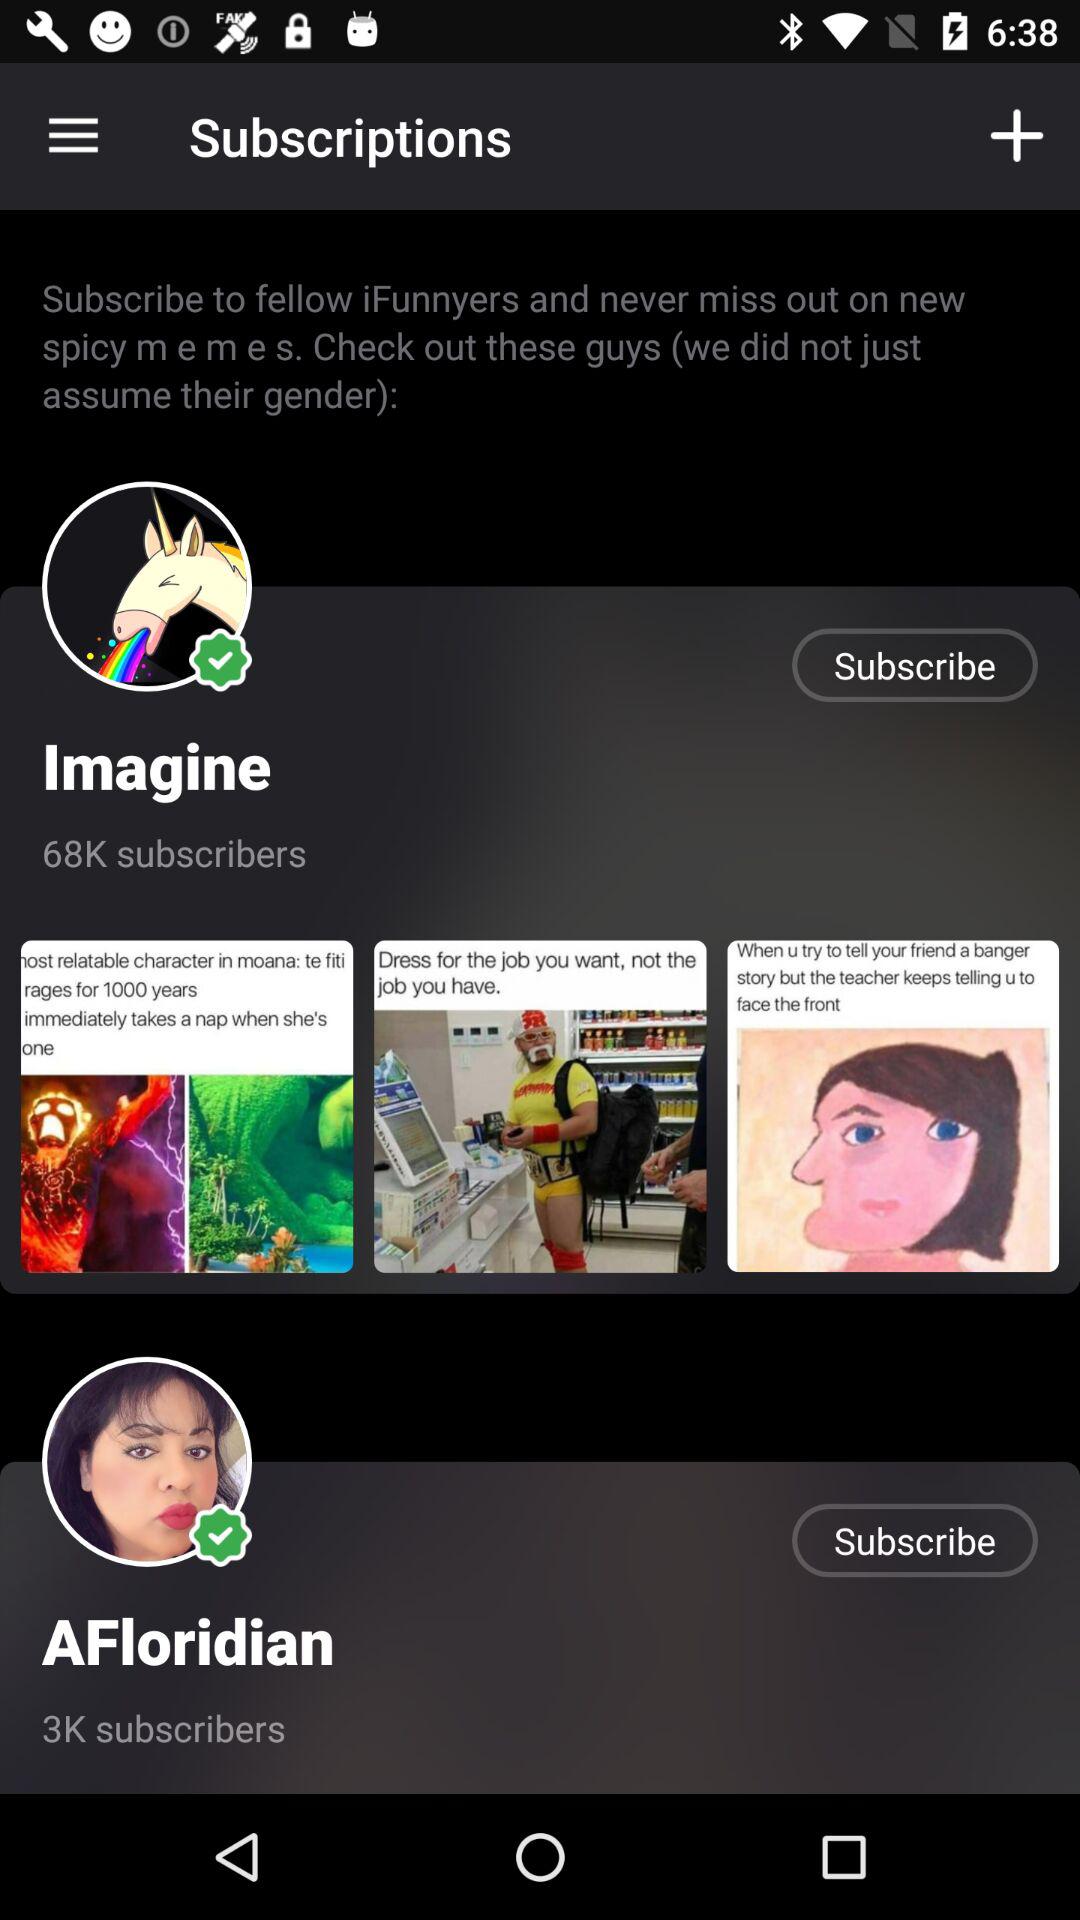 FAKE
6:38
Subscriptions
Subscribe to fellow iFunnyers and never miss out on new
spicy m e m e s. Check out these guys (we did not just
assume their gender):
Subscribe
Imagine
68K subscribers
relatable character in moana: te fiti
rages for 1000 years
immediately takes a nap when she's
Dress for the job you want, not the
job you have.
When u try to tell your friend a banger
story but the teacher keeps telling u to
face the front
Subscribe
AFloridian
3K subscribers